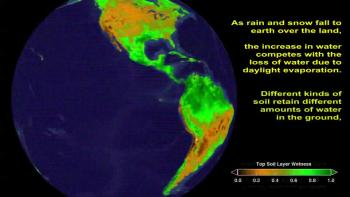 As rain and snow fall to
earth over the land,
the increase in water
competes with the
loss of water due to
daylight evaporation.
Different kinds of
soil retain different
amounts of water
in the ground,
Top Soil Layer Wetness
0.0 0.2 0.4 0.6 0.8 1.0